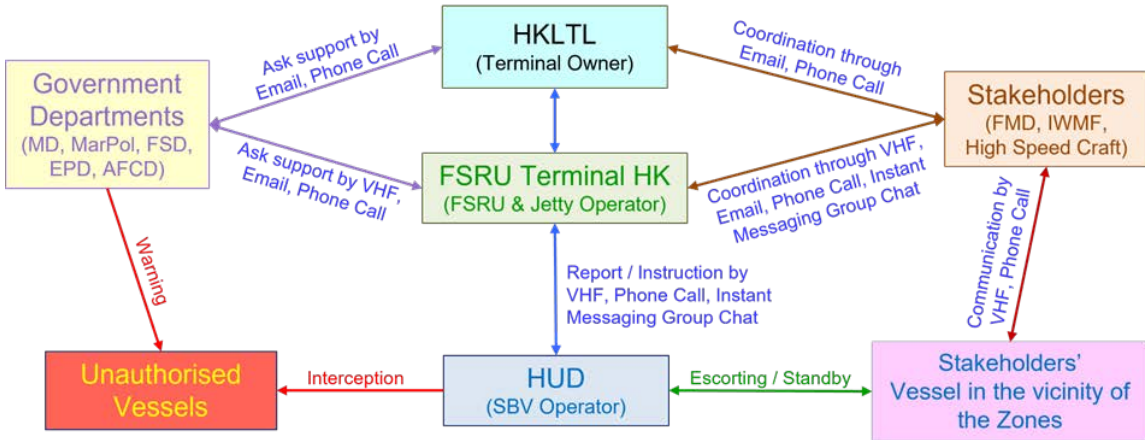 HKLTL
(Terminal Owner)
Ask support by
Email, Phone Call
Coordination through
Email, Phone Call
Government
Departments
(MD, MarPol, FSD,
EPD, AFCD)
Stakeholders
(FMD, IWMF,
High Speed Craft)
Ask support by VHF,
Email, Phone Call
FSRU Terminal HK
(FSRU & Jetty Operator)
Coordination through VHF,
Email, Phone Call, Instant
Messaging Group Chat
Warning
Report / Instruction by
VHF, Phone Call, Instant
Messaging Group Chat
Communication by
VHF, Phone Call
Unauthorised
Vessels
Interception
HUD
(SBV Operator)
Escorting / Standby
Stakeholders'
Vessel in the vicinity of
the Zones